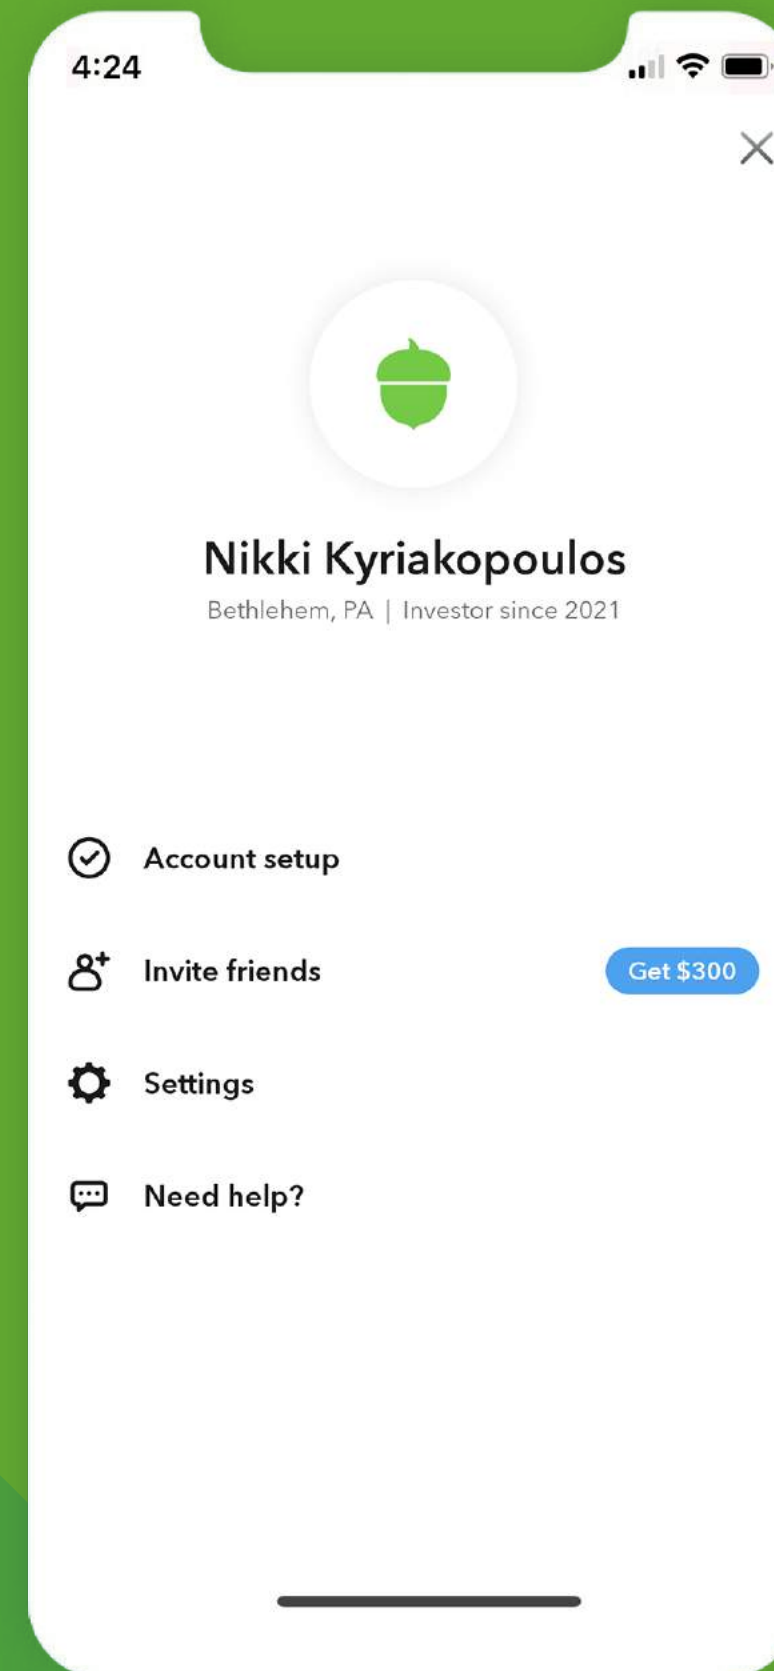 4:24
Nikki Kyriakopoulos
Bethlehem, PA | Investor since 2021
Account setup
Invite friends
Get $300
Settings
Need help?